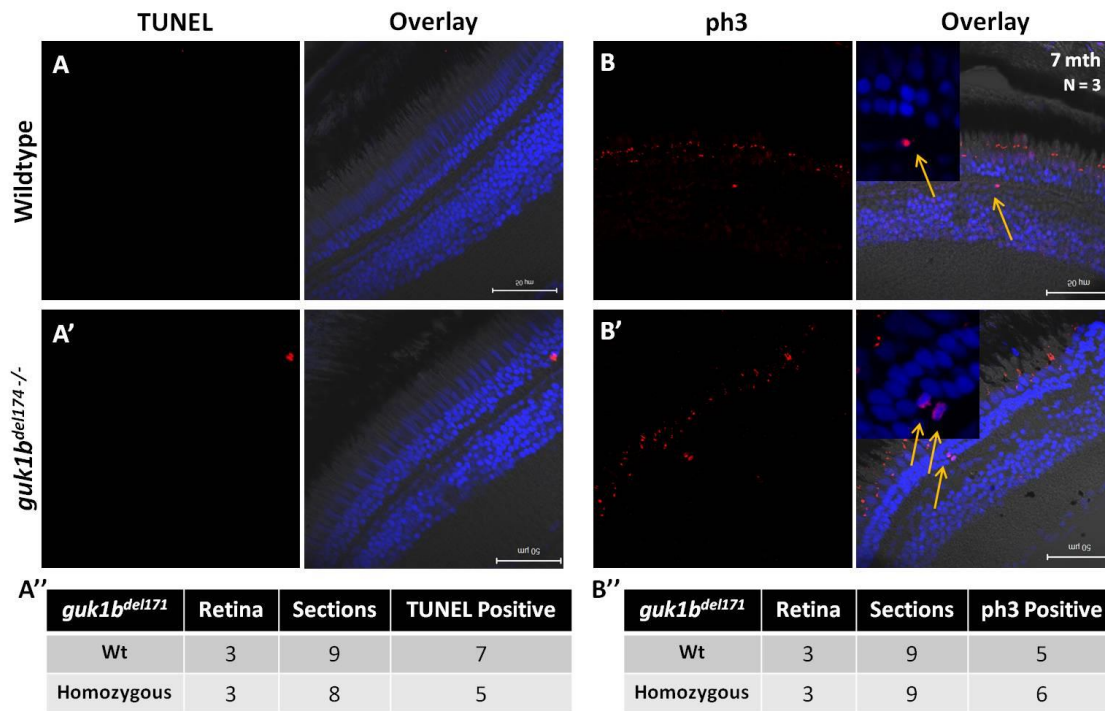 TUNEL Overlay ph3 Overlay
A B 7 mth
N = 3
Wildtype
50 µm 50 µm
A' B'
guk1b^del174 -/-
50 µm 50 µm
A''
guk1b^del171 Retina Sections TUNEL Positive
Wt 3 9 7
Homozygous 3 8 5
B''
guk1b^del171 Retina Sections ph3 Positive
Wt 3 9 5
Homozygous 3 9 6